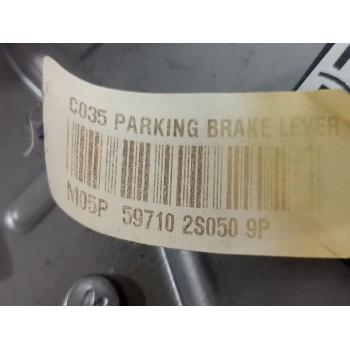 C035 PARKING BRAKE LEVER
M05P 59710 2S050 9P